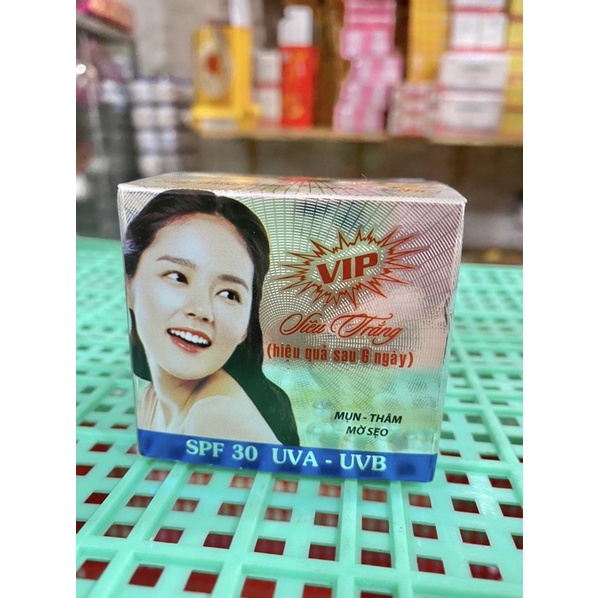 VIP
Siêu Trắng
(hiệu quả sau 6 ngày)
MỤN - THÂM
MỜ SẸO
SPF 30 UVA - UVB